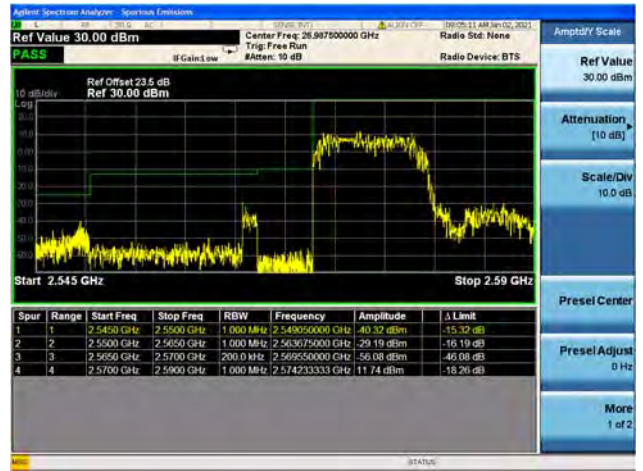 Agilent Spectrum Analyzer - Spurious Emissions
SENSE:INT
ALIGN OFF
09:05:11 AM Jan 02, 2021
Ref Value 30.00 dBm
Center Freq: 26.987500000 GHz
Radio Std: None
Trig: Free Run
PASS
IFGain:Low
#Atten: 10 dB
Radio Device: BTS
Ref Offset 23.5 dB
10 dB/div
Ref 30.00 dBm
Log
Start 2.545 GHz
Stop 2.59 GHz
Spur Range Start Freq Stop Freq RBW Frequency Amplitude Δ Limit
1 1 2.5450 GHz 2.5500 GHz 1.000 MHz 2.549050000 GHz -40.32 dBm -15.32 dB
2 2 2.5500 GHz 2.5650 GHz 1.000 MHz 2.563675000 GHz -29.19 dBm -16.19 dB
3 3 2.5650 GHz 2.5700 GHz 200.0 kHz 2.569550000 GHz -56.08 dBm -46.08 dB
4 4 2.5700 GHz 2.5900 GHz 1.000 MHz 2.574233333 GHz 11.74 dBm -18.26 dB
MSG
STATUS
Amptd/Y Scale
Ref Value
30.00 dBm
Attenuation
[10 dB]
Scale/Div
10.0 dB
Presel Center
Presel Adjust
0 Hz
More
1 of 2